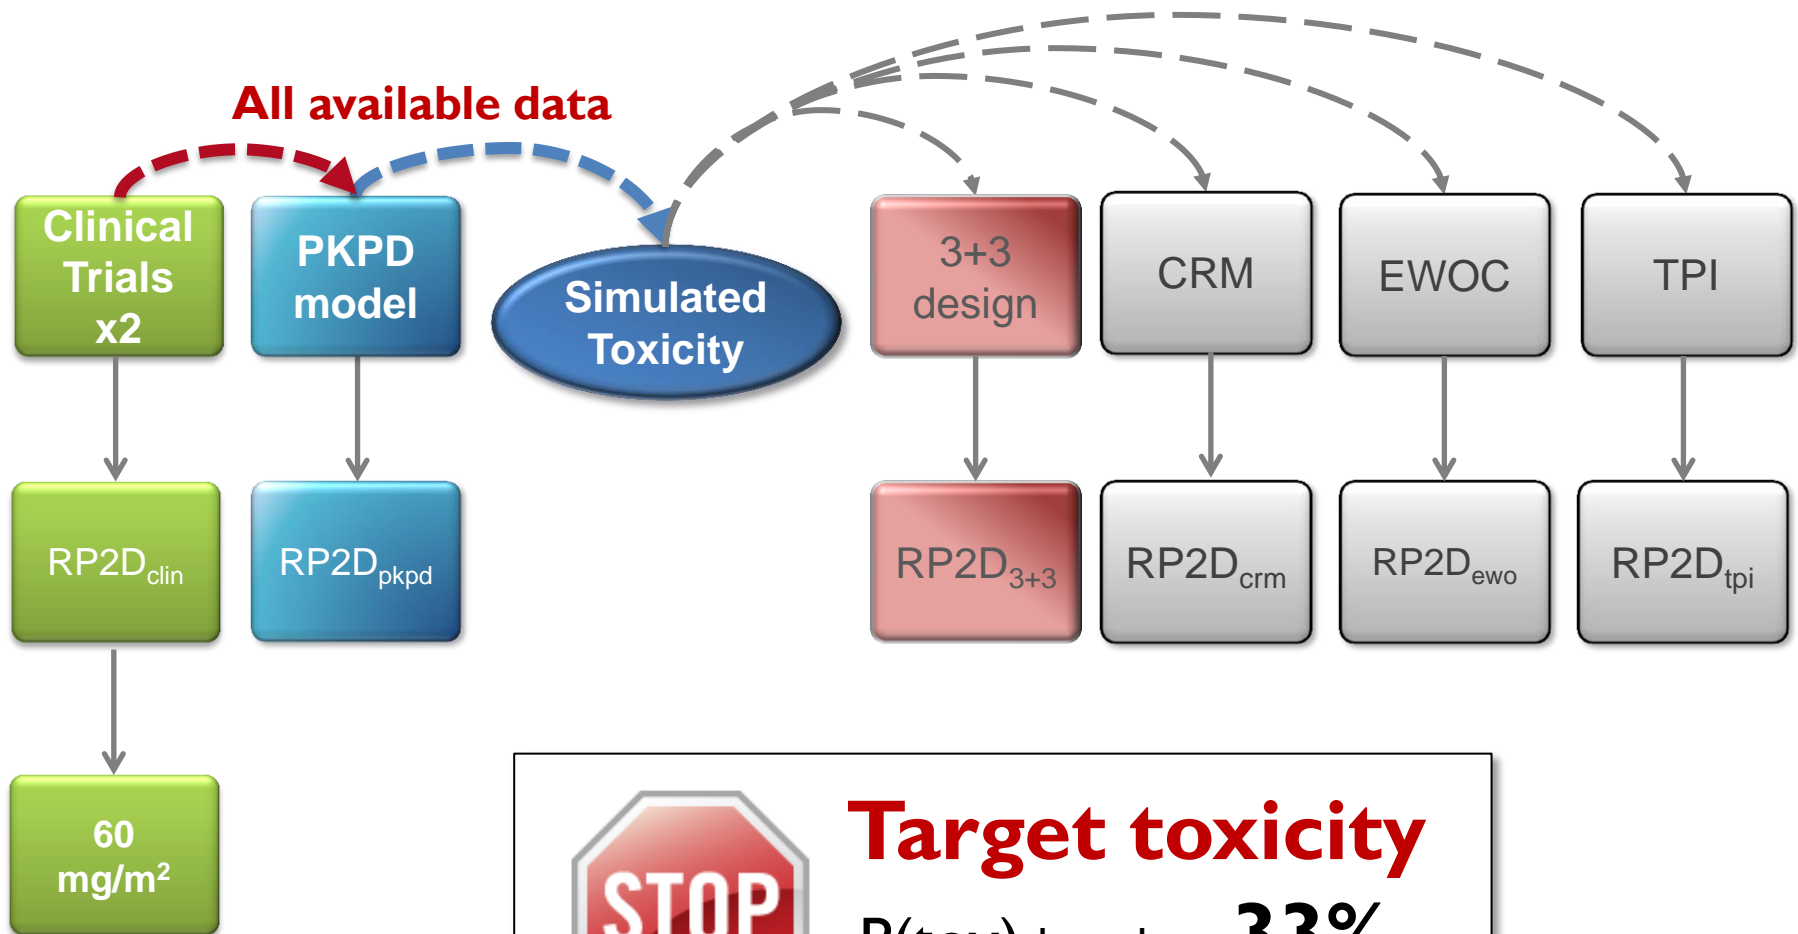 All available data
Clinical
Trials
x2
PKPD
model
Simulated
Toxicity
3+3
design
CRM
EWOC
TPI
RP2Dclin
RP2Dpkpd
RP2D3+3
RP2Dcrm
RP2Dewo
RP2Dtpi
60
mg/m²
STOP
Target toxicity
P(tox) 33%